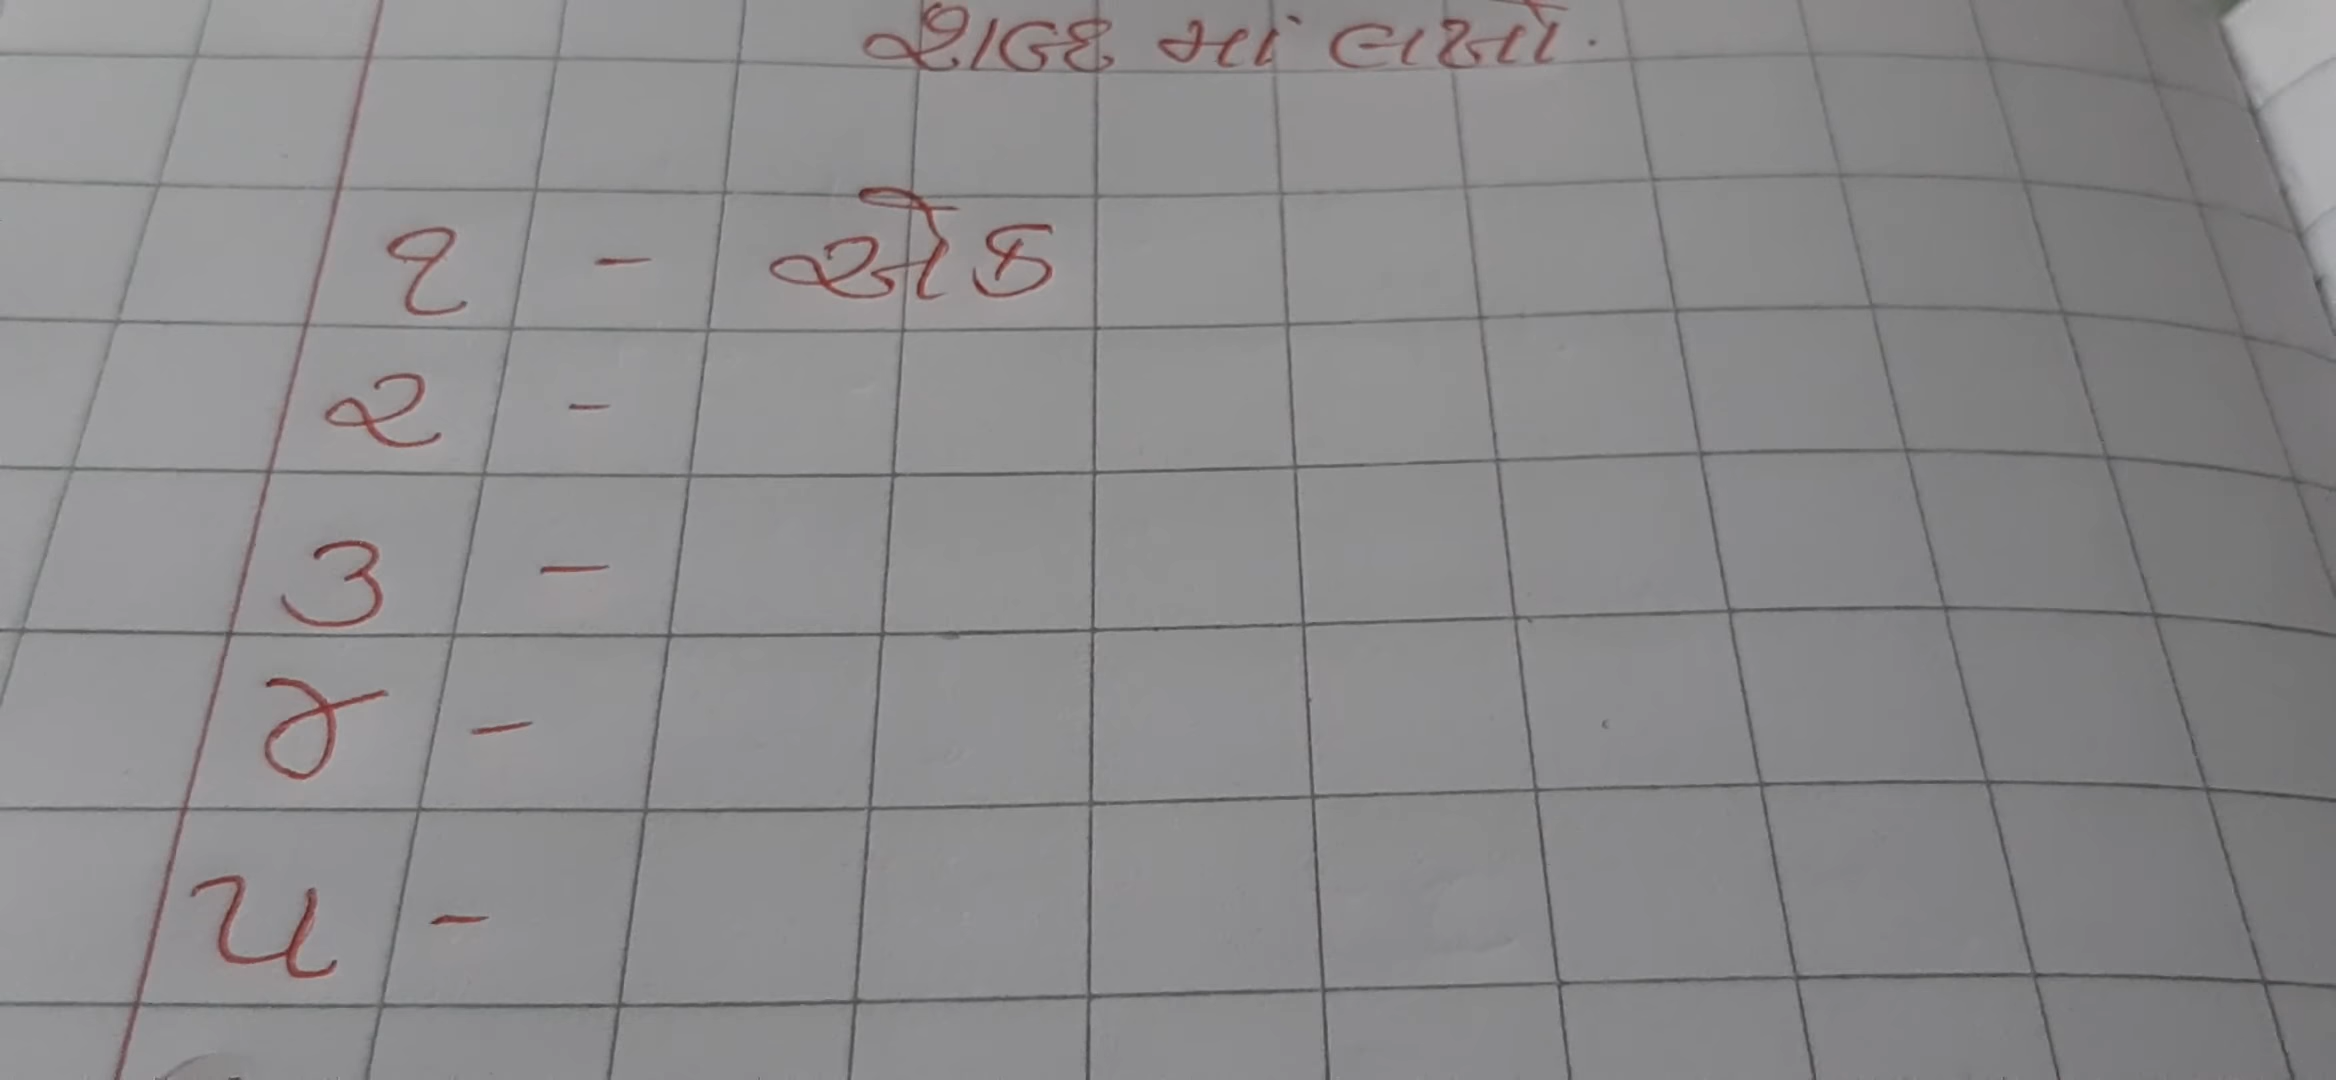 શબ્દ માં લખો.
૧ - એક
૨ -
૩ -
૪ -
૫ -